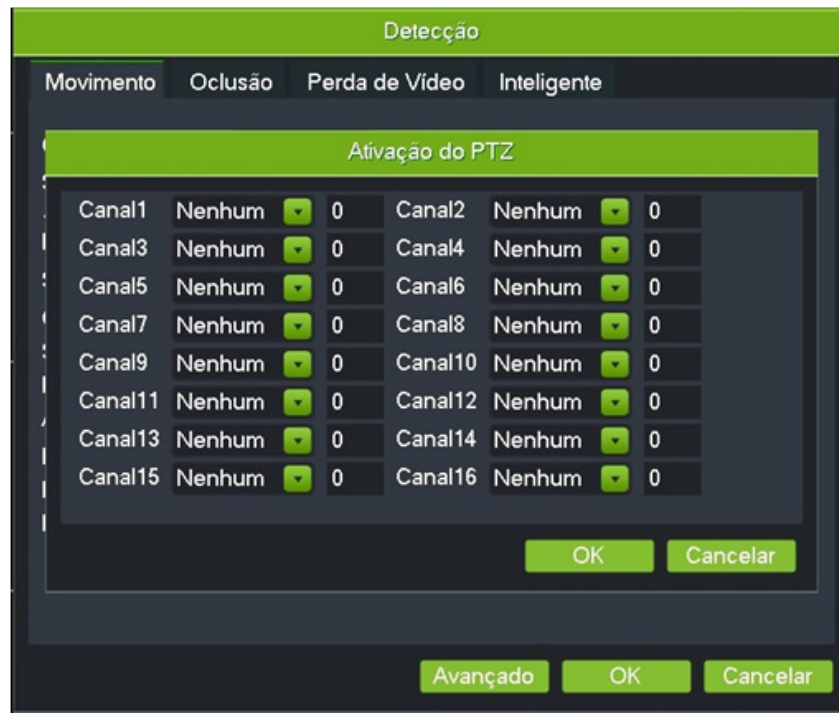 Detecção
Movimento Oclusão Perda de Vídeo Inteligente
Ativação do PTZ
Canal1 Nenhum 0 Canal2 Nenhum 0
Canal3 Nenhum 0 Canal4 Nenhum 0
Canal5 Nenhum 0 Canal6 Nenhum 0
Canal7 Nenhum 0 Canal8 Nenhum 0
Canal9 Nenhum 0 Canal10 Nenhum 0
Canal11 Nenhum 0 Canal12 Nenhum 0
Canal13 Nenhum 0 Canal14 Nenhum 0
Canal15 Nenhum 0 Canal16 Nenhum 0
OK Cancelar
Avançado OK Cancelar